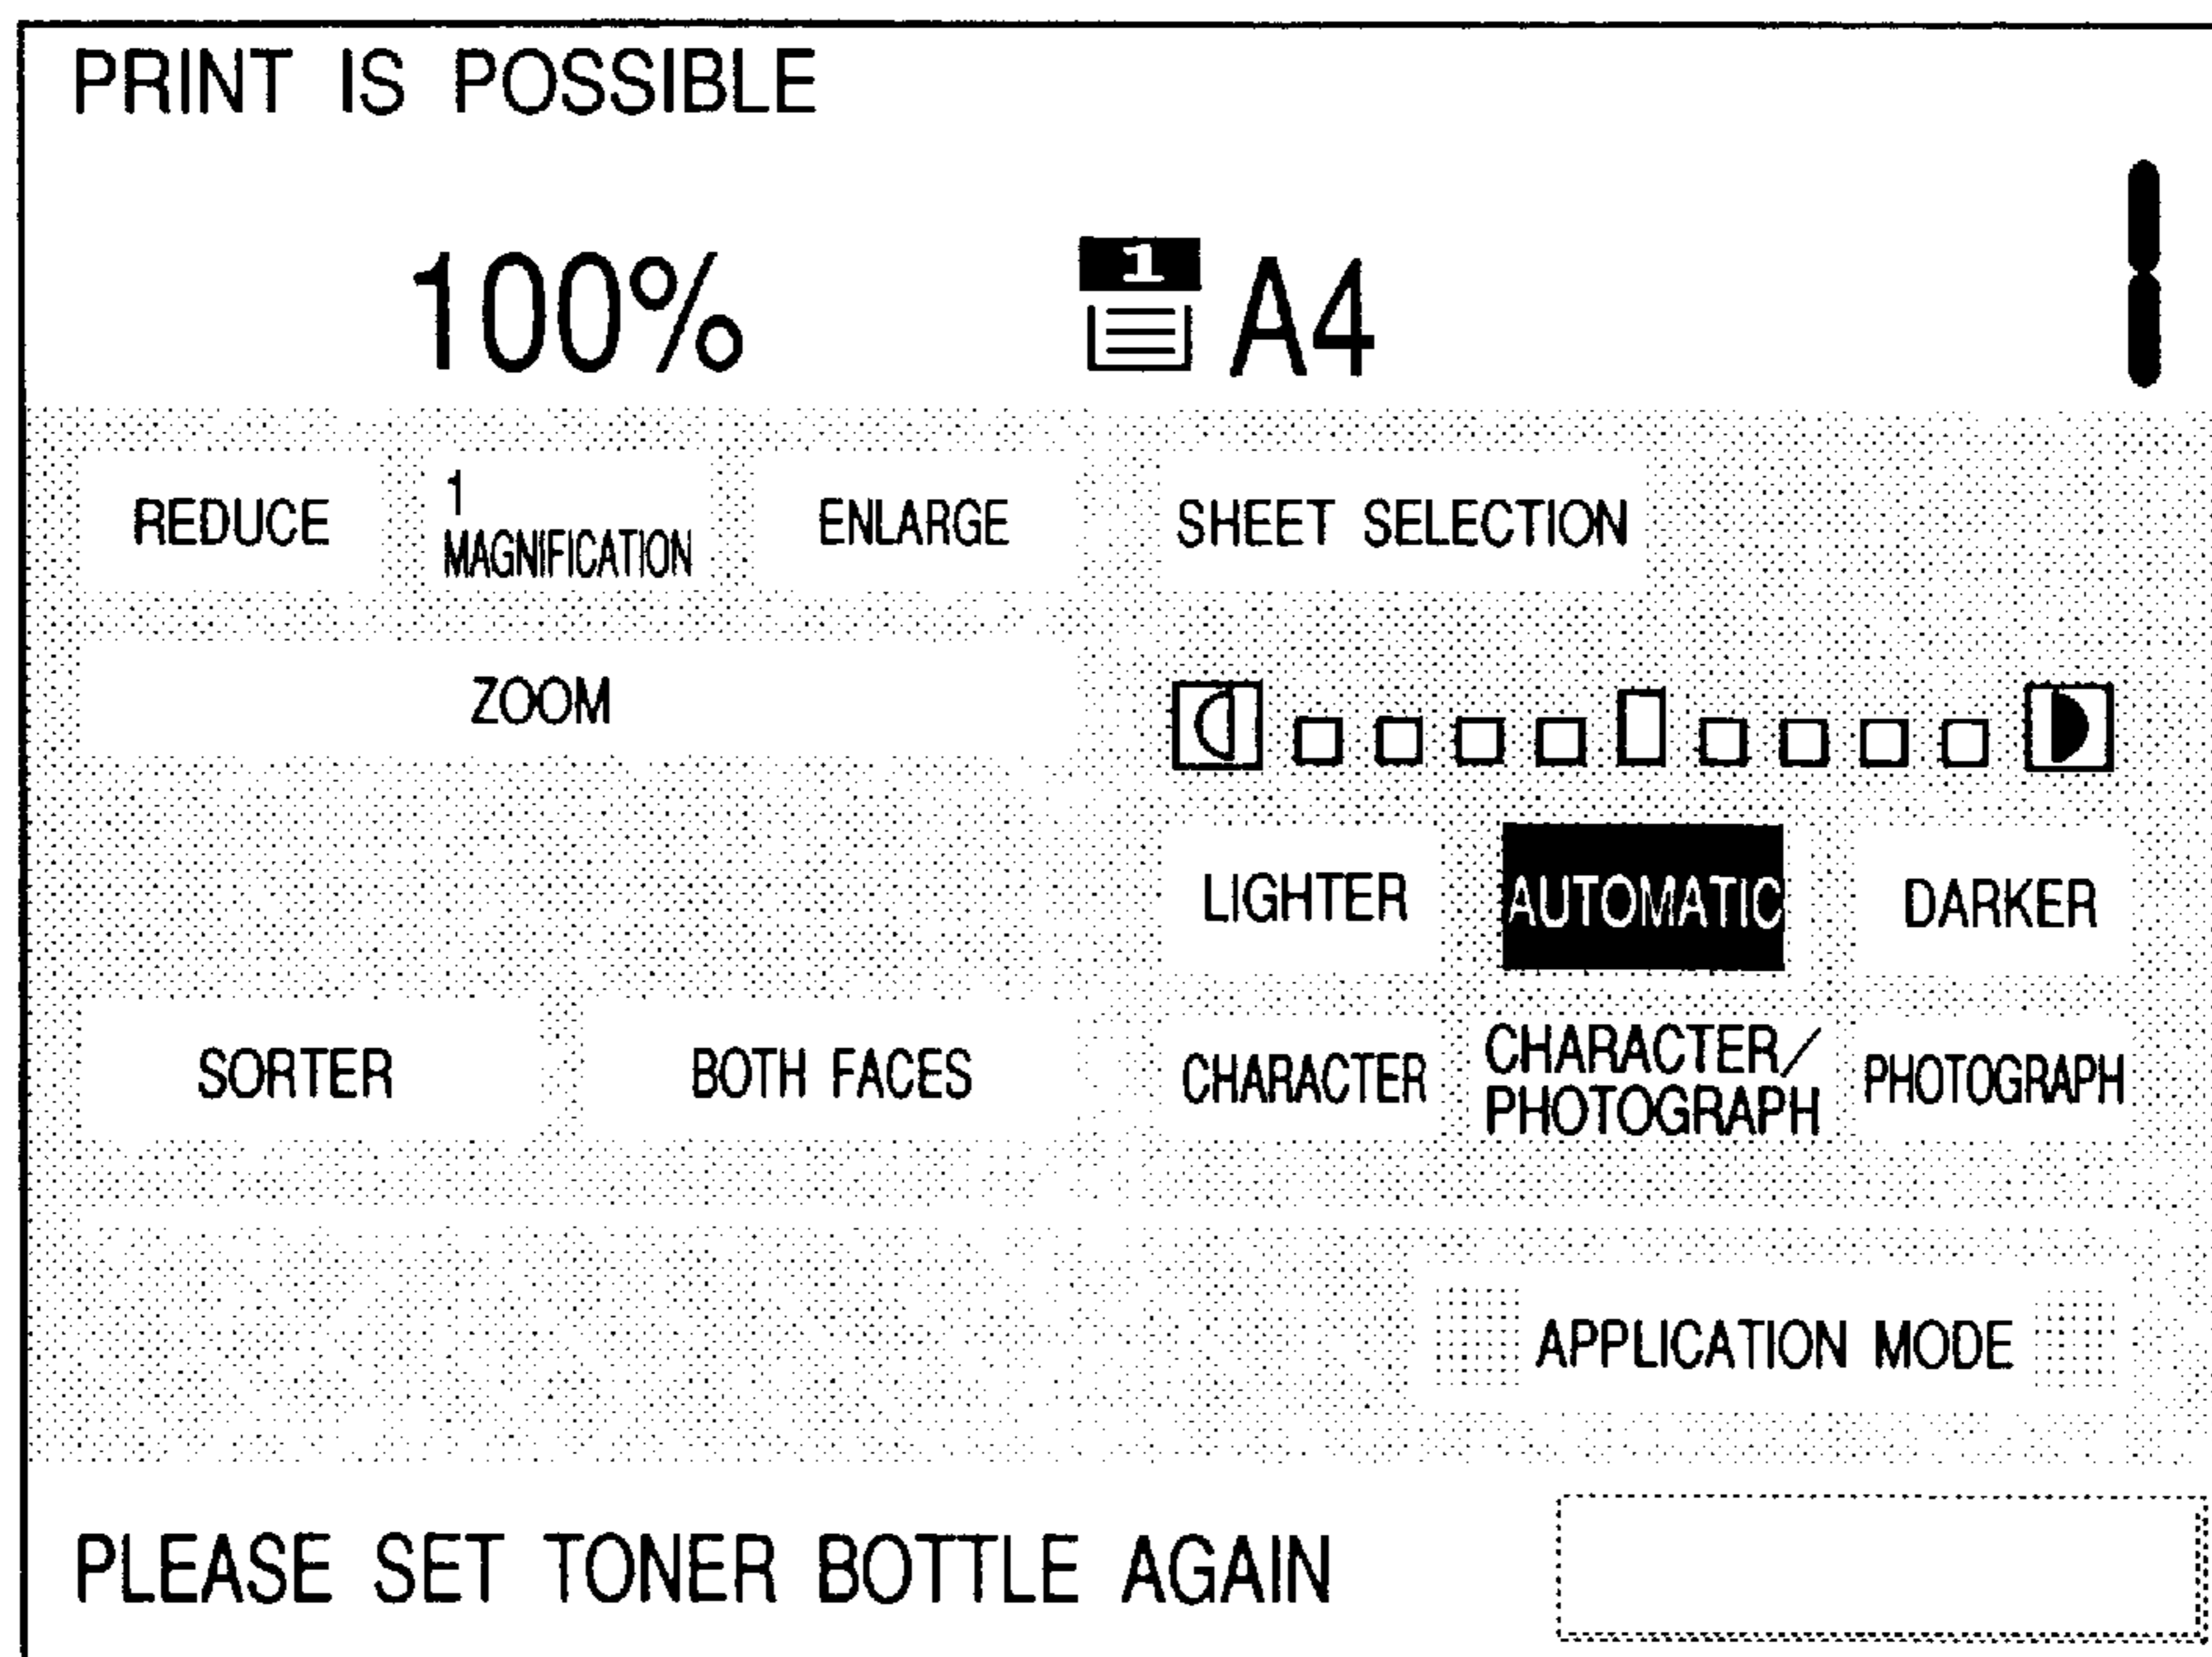 PRINT IS POSSIBLE
100%
1
A4
1
REDUCE
1
MAGNIFICATION
ENLARGE
SHEET SELECTION
ZOOM
LIGHTER
AUTOMATIC
DARKER
SORTER
BOTH FACES
CHARACTER
CHARACTER/
PHOTOGRAPH
PHOTOGRAPH
APPLICATION MODE
PLEASE SET TONER BOTTLE AGAIN